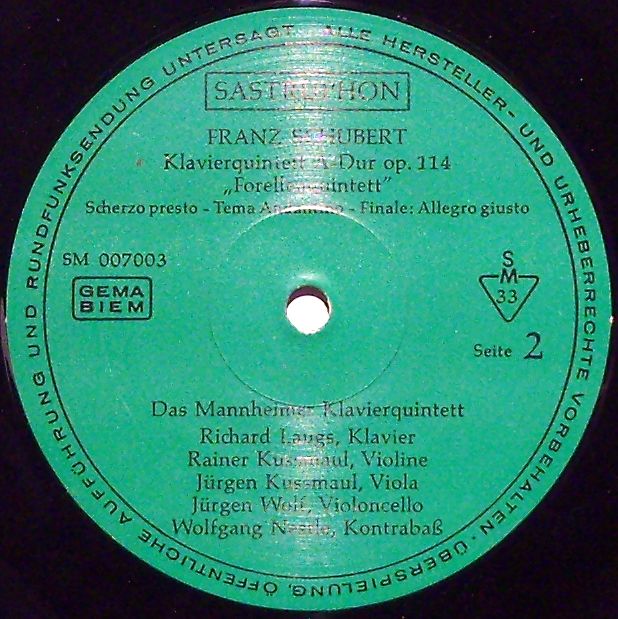 SASTRUPHON
FRANZ SCHUBERT
Klavierquintett A-Dur op. 114
„Forellenquintett”
Scherzo presto - Tema Andantino - Finale: Allegro giusto
SM 007003
GEMA
BIEM
S
M
33
Seite 2
Das Mannheimer Klavierquintett
Richard Laugs, Klavier
Rainer Kussmaul, Violine
Jürgen Kussmaul, Viola
Jürgen Wolf, Violoncello
Wolfgang Kontrabaß
ALLE HERSTELLER- UND URHEBERRECHTE VORBEHALTEN · ÜBERSPIELUNG, ÖFFENTLICHE AUFFÜHRUNG UND RUNDFUNKSENDUNG UNTERSAGT ·